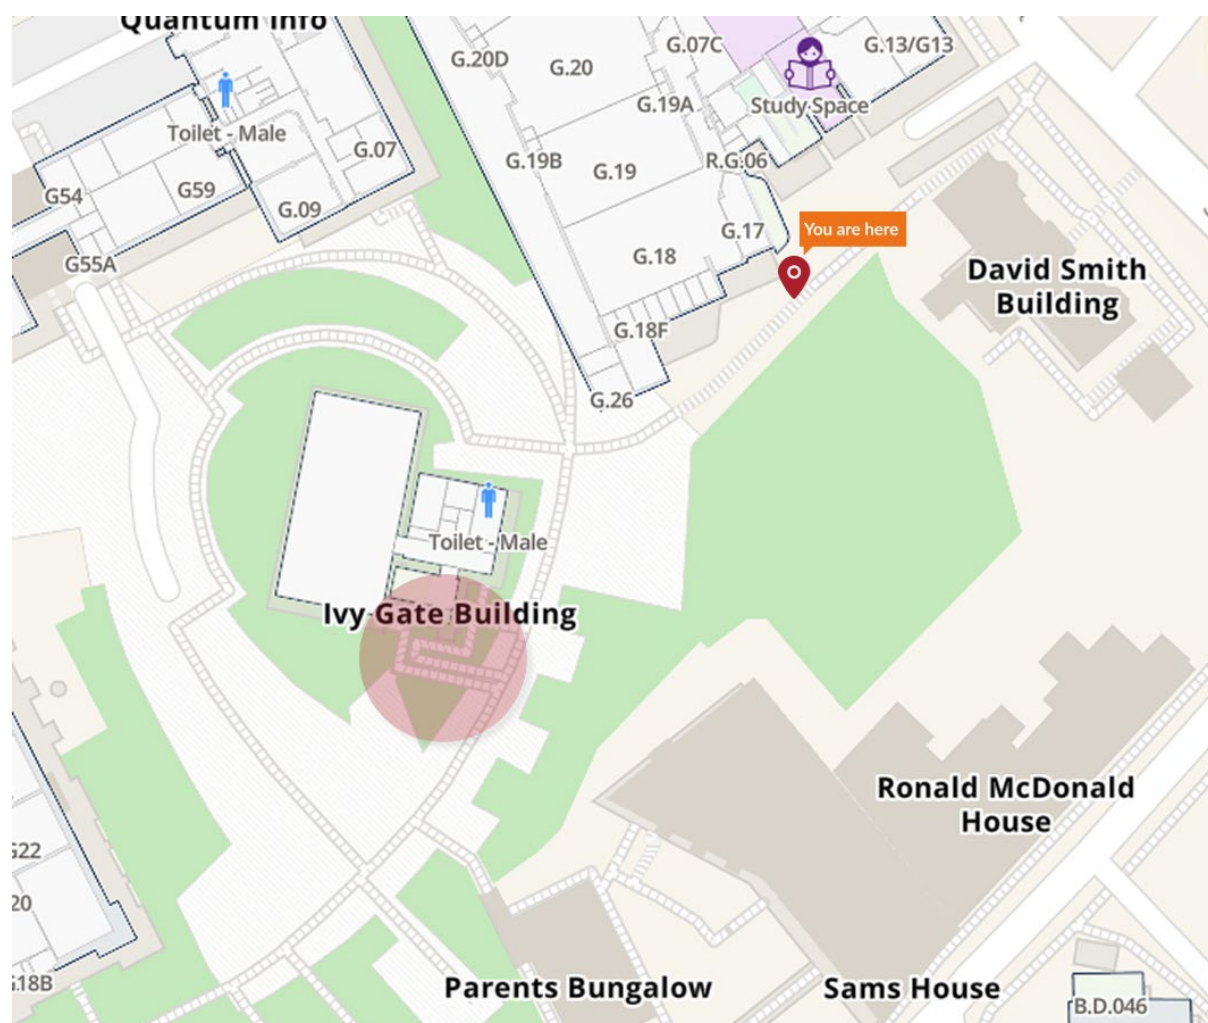 Quantum Info
G.20D
G.20
G.07C
G.13/G13
G.19A
Study Space
Toilet - Male
G.07
G.19B
G.19
R.G.06
G54
G59
G.09
G.17
You are here
G.18
G55A
David Smith
Building
G.18F
G.26
Toilet - Male
Ivy Gate Building
Ronald McDonald
House
G22
20
G.18B
Parents Bungalow
Sams House
B.D.046